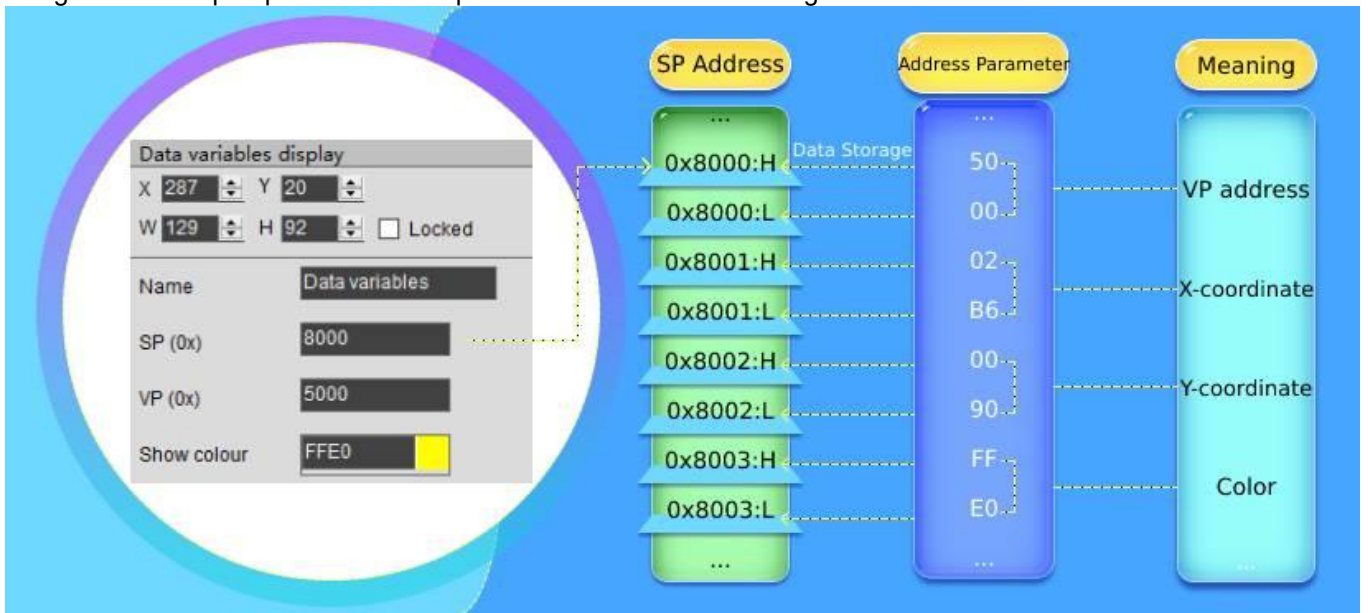 Data variables display
X 287 Y 20
W 129 H 92 Locked
Name Data variables
SP (0x) 8000
VP (0x) 5000
Show colour FFE0
SP Address
...
0x8000:H
0x8000:L
0x8001:H
0x8001:L
0x8002:H
0x8002:L
0x8003:H
0x8003:L
...
Data Storage
Address Parameter
...
50
00
02
B6
00
90
FF
E0
...
Meaning
...
VP address
X-coordinate
Y-coordinate
Color
...